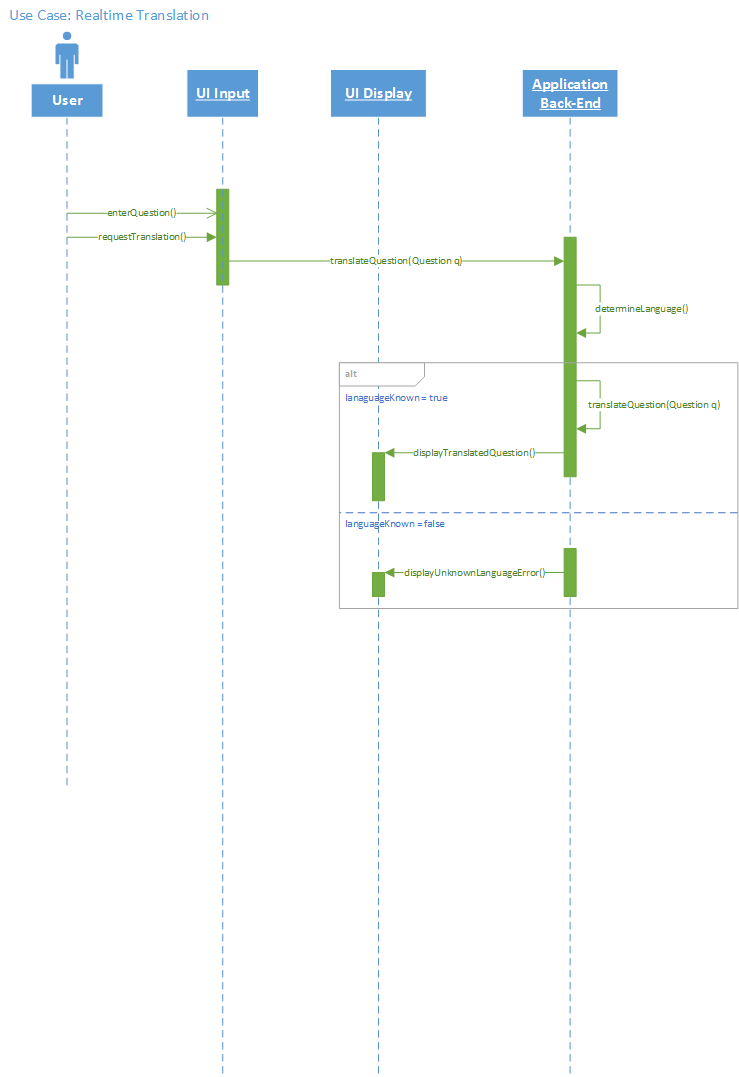 Use Case: Realtime Translation
User
UI Input
UI Display
Application
Back-End
enterQuestion()
requestTranslation()
translateQuestion(Question q)
determineLanguage()
alt
lanaguageKnown = true
translateQuestion(Question q)
displayTranslatedQuestion()
languageKnown = false
displayUnknownLanguageError()